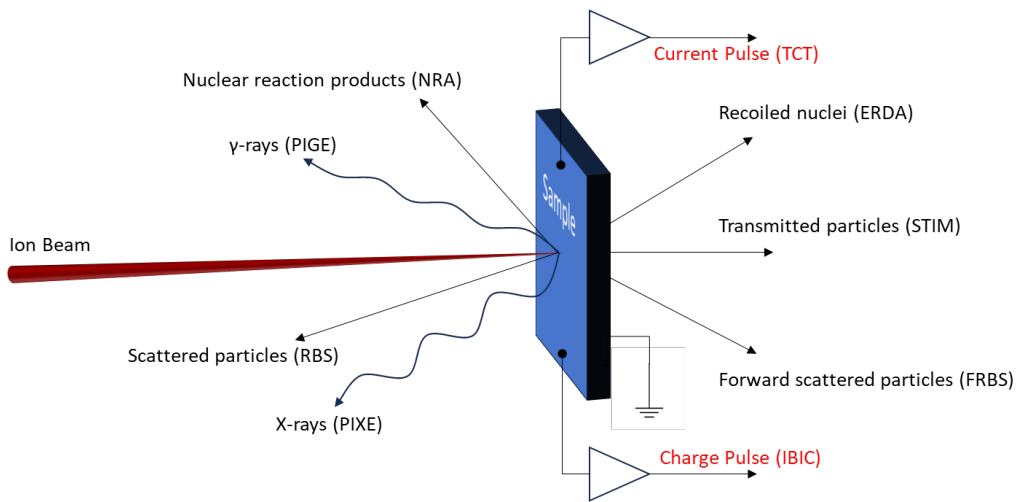 Current Pulse (TCT)
Nuclear reaction products (NRA)
Recoiled nuclei (ERDA)
γ-rays (PIGE)
Sample
Transmitted particles (STIM)
Ion Beam
Scattered particles (RBS)
Forward scattered particles (FRBS)
X-rays (PIXE)
Charge Pulse (IBIC)